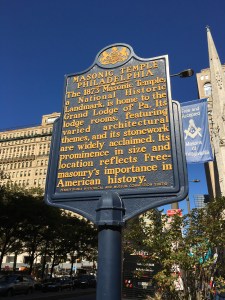 MASONIC TEMPLE
PHILADELPHIA
The 1873 Masonic Temple,
a National Historic
Landmark, is home to the
Grand Lodge of Pa. Its
lodge rooms, featuring
varied architectural
themes, and its stonework
are widely acclaimed. Its
prominence in size and
location reflects Free-
masonry's importance in
American history.